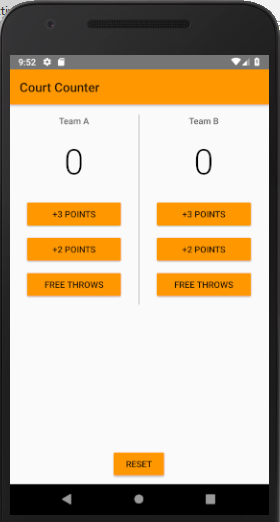 9:52
Court Counter
Team A
Team B
0
0
+3 POINTS
+3 POINTS
+2 POINTS
+2 POINTS
FREE THROWS
FREE THROWS
RESET